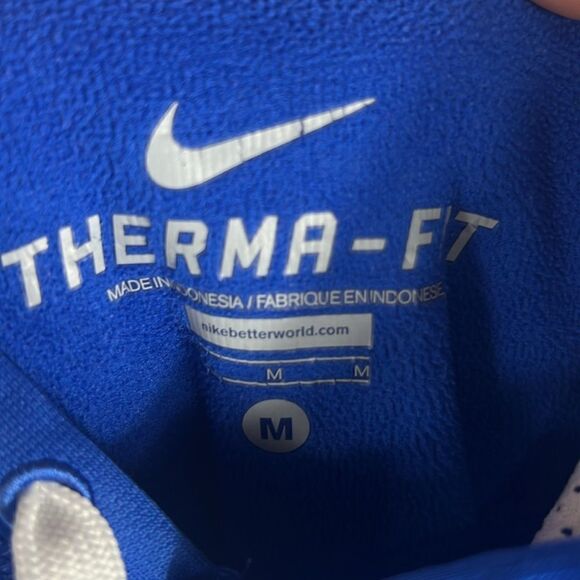 THERMA-FIT
MADE IN INDONESIA / FABRIQUE EN INDONESIE
nikebetterworld.com
M M
M